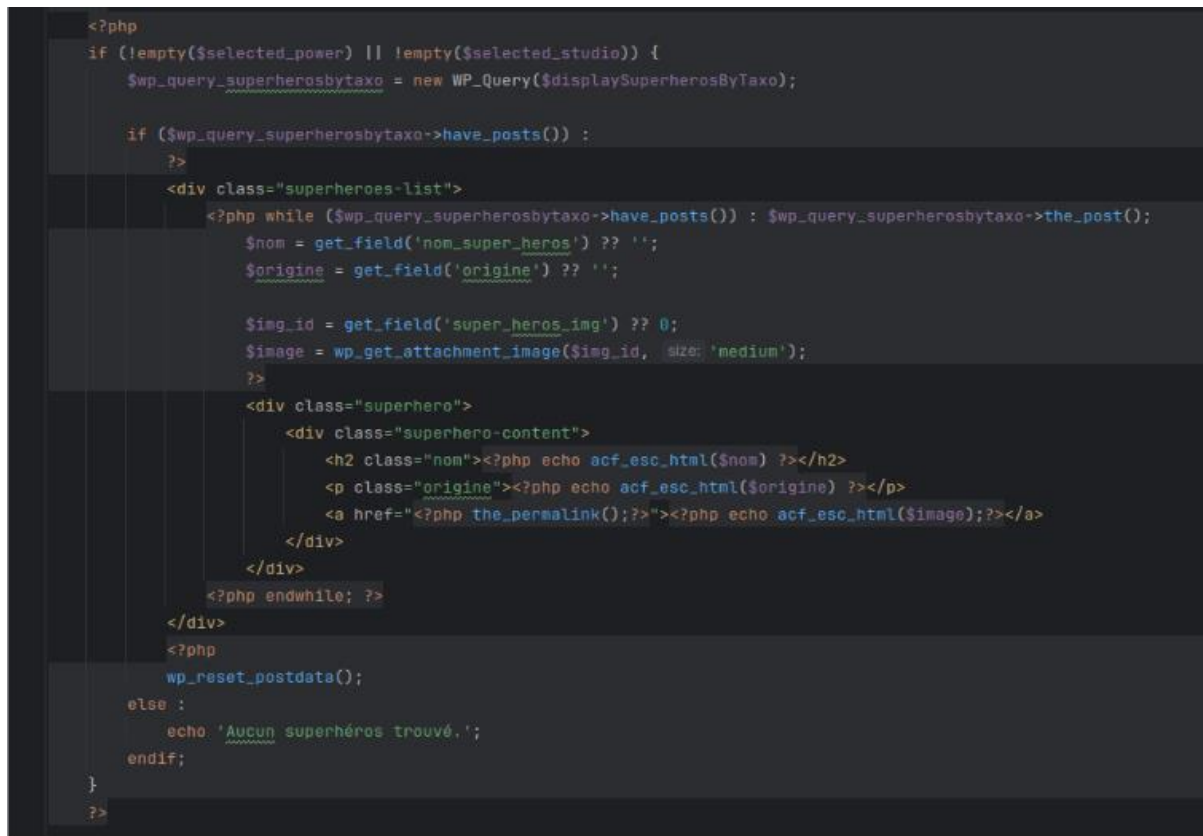 <?php
if (!empty($selected_power) || !empty($selected_studio)) {
    $wp_query_superherosbytaxo = new WP_Query($displaySuperherosByTaxo);

    if ($wp_query_superherosbytaxo->have_posts()) :
        ?>
        <div class="superheroes-list">
            <?php while ($wp_query_superherosbytaxo->have_posts()) : $wp_query_superherosbytaxo->the_post();
                $nom = get_field('nom_super_heros') ?? '';
                $origine = get_field('origine') ?? '';

                $img_id = get_field('super_heros_img') ?? 0;
                $image = wp_get_attachment_image($img_id, size: 'medium');
                ?>
                <div class="superhero">
                    <div class="superhero-content">
                        <h2 class="nom"><?php echo acf_esc_html($nom) ?></h2>
                        <p class="origine"><?php echo acf_esc_html($origine) ?></p>
                        <a href="<?php the_permalink();?>"><?php echo acf_esc_html($image);?></a>
                    </div>
                </div>
            <?php endwhile; ?>
        </div>
        <?php
        wp_reset_postdata();
    else :
        echo 'Aucun superhéros trouvé.';
    endif;
}
?>